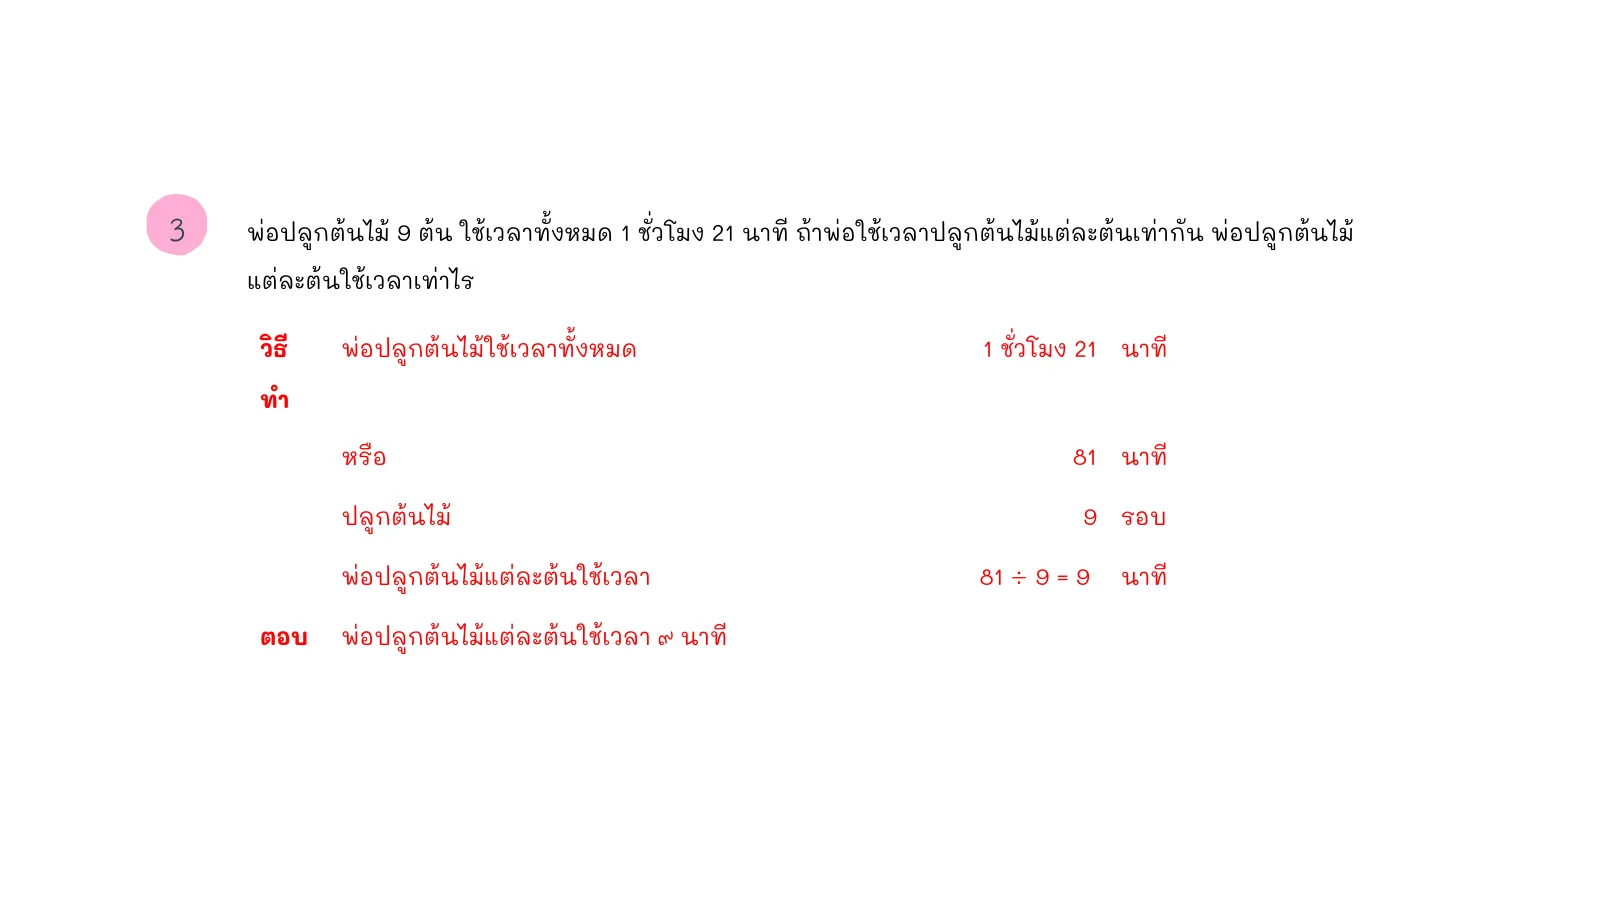 3
พ่อปลูกต้นไม้ 9 ต้น ใช้เวลาทั้งหมด 1 ชั่วโมง 21 นาที ถ้าพ่อใช้เวลาปลูกต้นไม้แต่ละต้นเท่ากัน พ่อปลูกต้นไม้
แต่ละต้นใช้เวลาเท่าไร
วิธี พ่อปลูกต้นไม้ใช้เวลาทั้งหมด 1 ชั่วโมง 21 นาที
ทำ
หรือ 81 นาที
ปลูกต้นไม้ 9 รอบ
พ่อปลูกต้นไม้แต่ละต้นใช้เวลา 81 ÷ 9 = 9 นาที
ตอบ พ่อปลูกต้นไม้แต่ละต้นใช้เวลา ๙ นาที